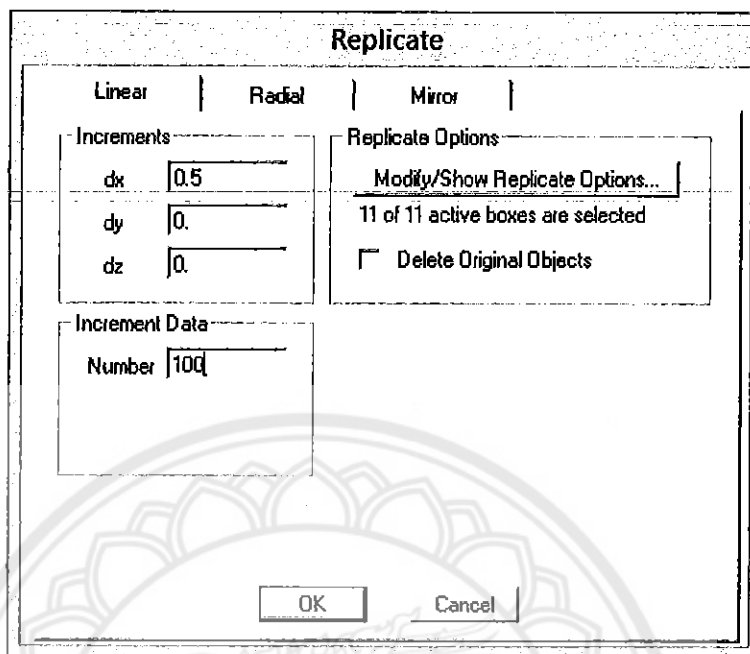 Replicate
Linear
Radial
Mirror
Increments
dx 0.5
dy 0.
dz 0.
Increment Data
Number 100
Replicate Options
Modify/Show Replicate Options...
11 of 11 active boxes are selected
Delete Original Objects
OK
Cancel